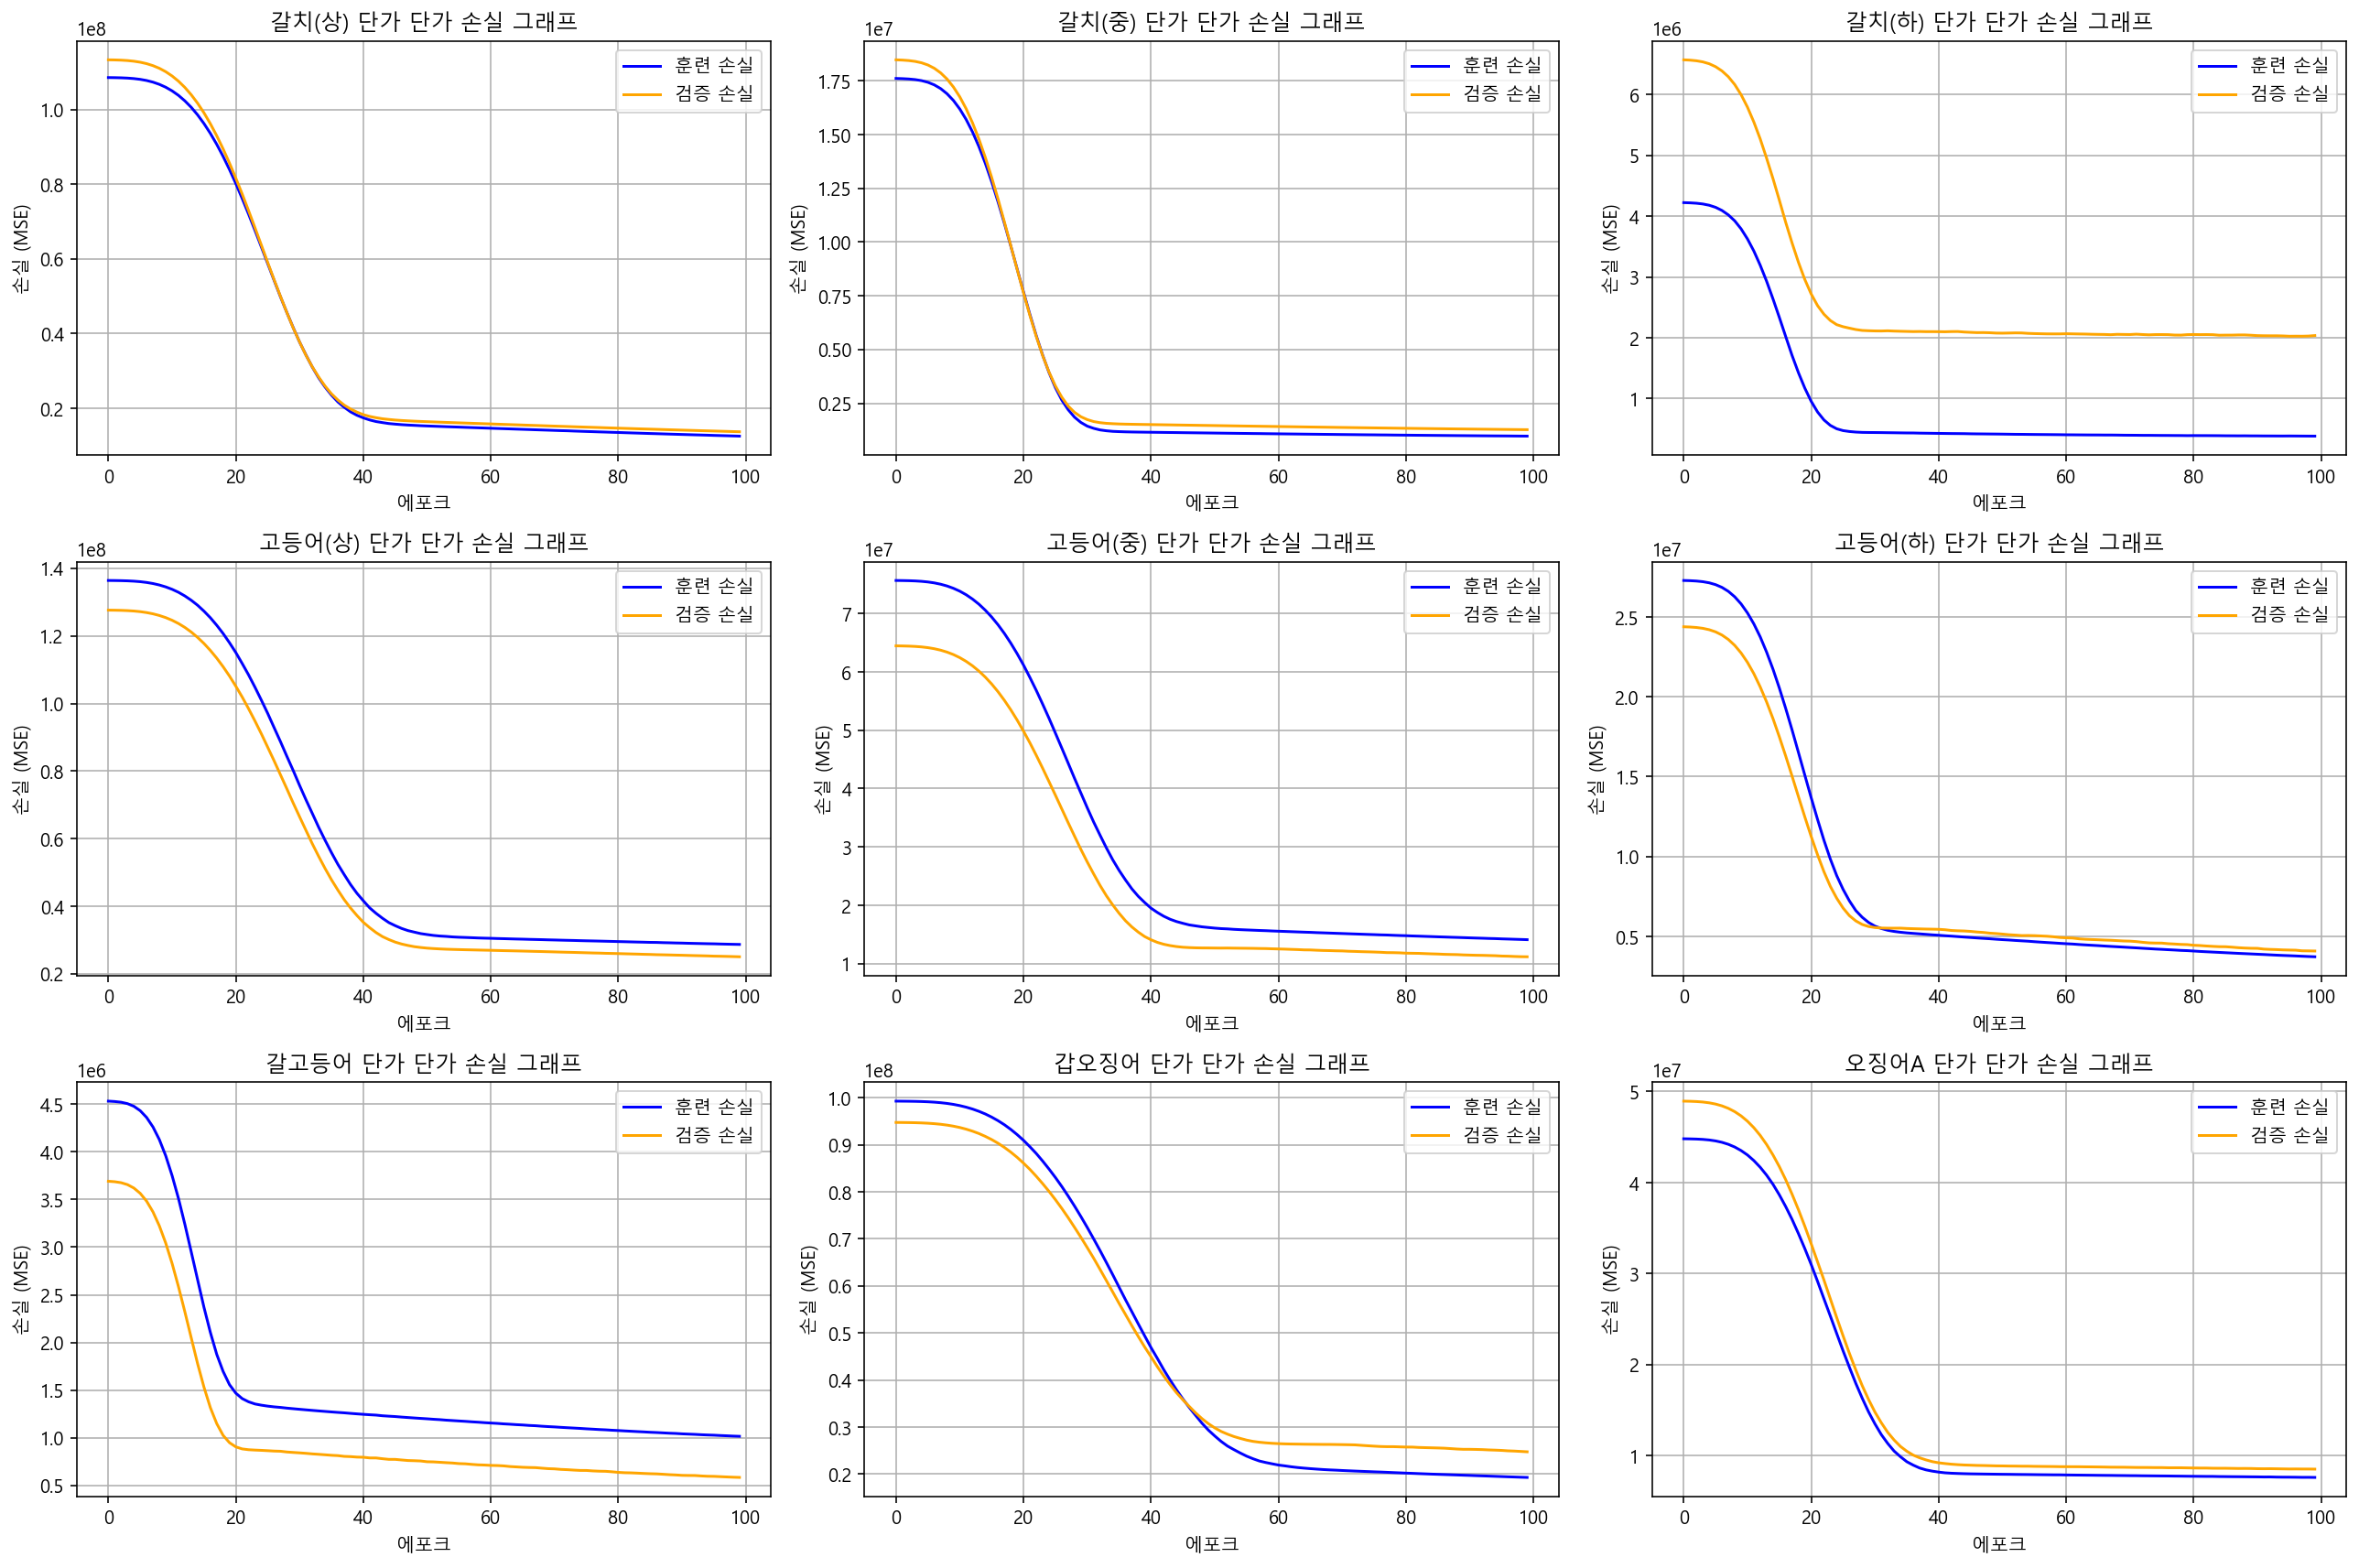 갈치(상) 단가 단가 손실 그래프
1e8
훈련 손실
검증 손실
1.0
0.8
0.6
0.4
0.2
손실 (MSE)
0 20 40 60 80 100
에포크
갈치(중) 단가 단가 손실 그래프
1e7
훈련 손실
검증 손실
1.75
1.50
1.25
1.00
0.75
0.50
0.25
손실 (MSE)
0 20 40 60 80 100
에포크
갈치(하) 단가 단가 손실 그래프
1e6
훈련 손실
검증 손실
6
5
4
3
2
1
손실 (MSE)
0 20 40 60 80 100
에포크
고등어(상) 단가 단가 손실 그래프
1e8
훈련 손실
검증 손실
1.4
1.2
1.0
0.8
0.6
0.4
0.2
손실 (MSE)
0 20 40 60 80 100
에포크
고등어(중) 단가 단가 손실 그래프
1e7
훈련 손실
검증 손실
7
6
5
4
3
2
1
손실 (MSE)
0 20 40 60 80 100
에포크
고등어(하) 단가 단가 손실 그래프
1e7
훈련 손실
검증 손실
2.5
2.0
1.5
1.0
0.5
손실 (MSE)
0 20 40 60 80 100
에포크
갈고등어 단가 단가 손실 그래프
1e6
훈련 손실
검증 손실
4.5
4.0
3.5
3.0
2.5
2.0
1.5
1.0
0.5
손실 (MSE)
0 20 40 60 80 100
에포크
갑오징어 단가 단가 손실 그래프
1e8
훈련 손실
검증 손실
1.0
0.9
0.8
0.7
0.6
0.5
0.4
0.3
0.2
손실 (MSE)
0 20 40 60 80 100
에포크
오징어A 단가 단가 손실 그래프
1e7
훈련 손실
검증 손실
5
4
3
2
1
손실 (MSE)
0 20 40 60 80 100
에포크